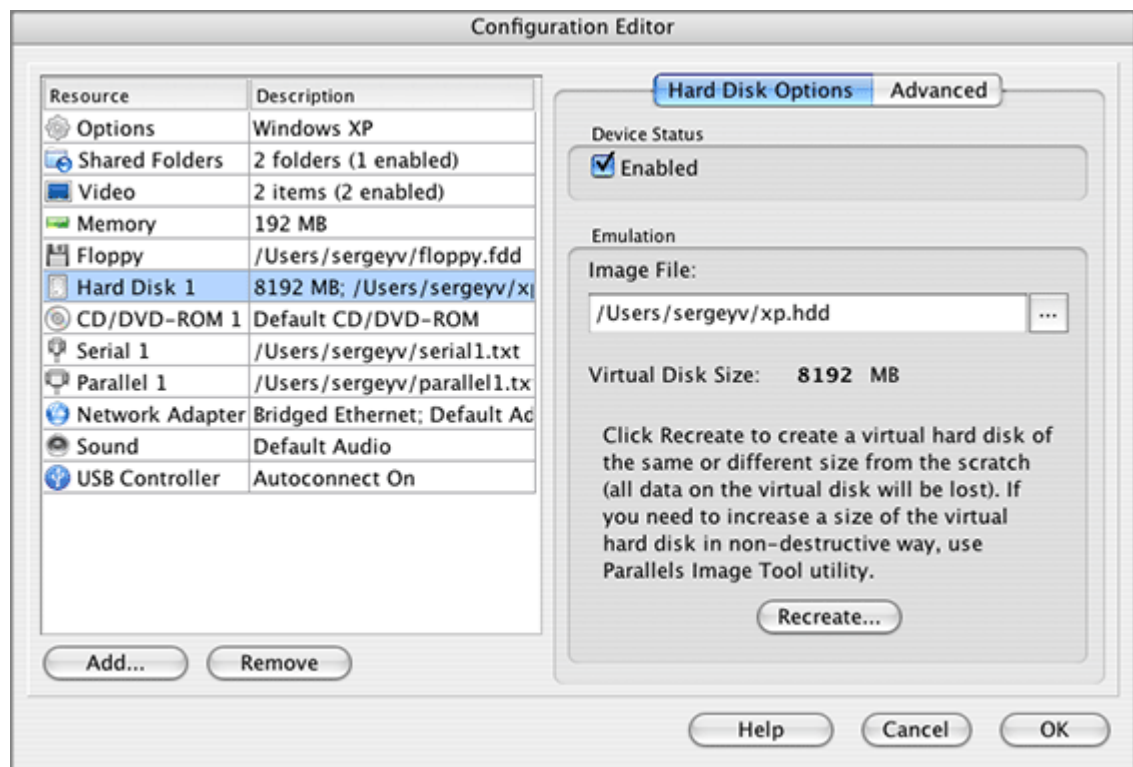 Configuration Editor
Resource Description
Options Windows XP
Shared Folders 2 folders (1 enabled)
Video 2 items (2 enabled)
Memory 192 MB
Floppy /Users/sergeyv/floppy.fdd
Hard Disk 1 8192 MB; /Users/sergeyv/xp
CD/DVD-ROM 1 Default CD/DVD-ROM
Serial 1 /Users/sergeyv/serial1.txt
Parallel 1 /Users/sergeyv/parallel1.tx
Network Adapter Bridged Ethernet; Default Ad
Sound Default Audio
USB Controller Autoconnect On
Add... Remove
Hard Disk Options Advanced
Device Status
Enabled
Emulation
Image File:
/Users/sergeyv/xp.hdd ...
Virtual Disk Size: 8192 MB
Click Recreate to create a virtual hard disk of
the same or different size from the scratch
(all data on the virtual disk will be lost). If
you need to increase a size of the virtual
hard disk in non-destructive way, use
Parallels Image Tool utility.
Recreate...
Help Cancel OK